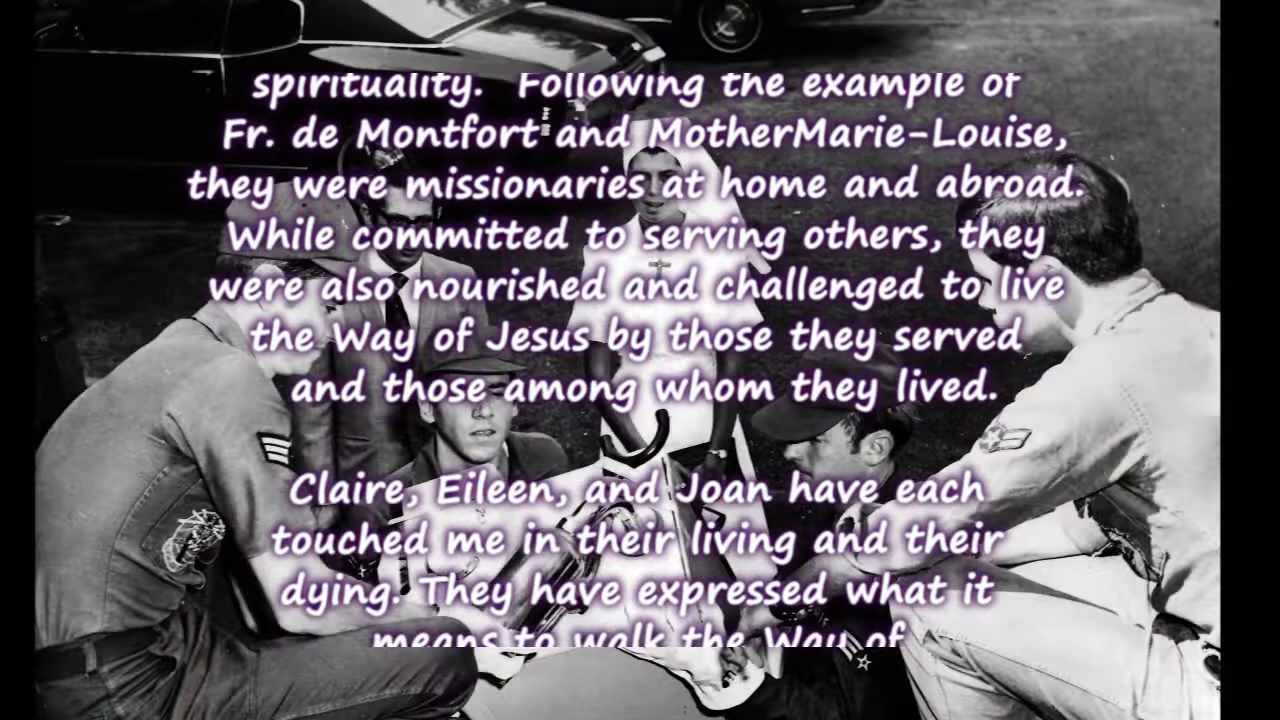 spirituality. Following the example of
Fr. de Montfort and MotherMarie-Louise,
they were missionaries at home and abroad.
While committed to serving others, they
were also nourished and challenged to live
the Way of Jesus by those they served
and those among whom they lived.
Claire, Eileen, and Joan have each
touched me in their living and their
dying. They have expressed what it
means to walk the Way of